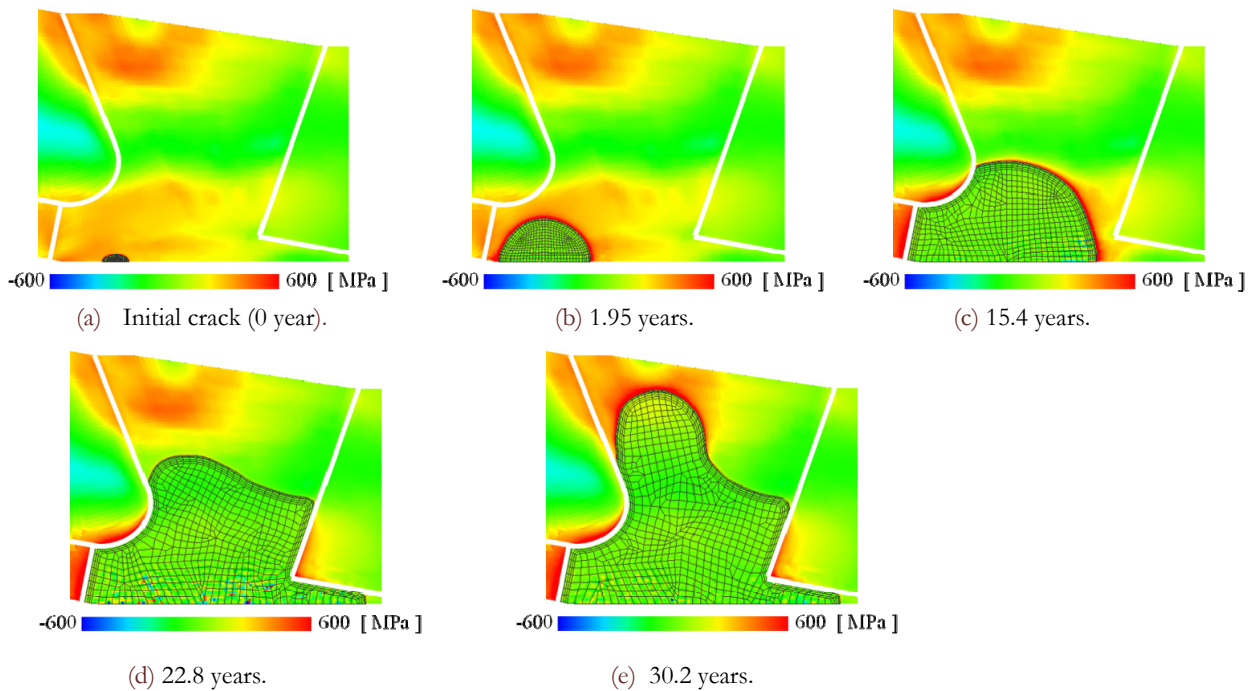 -600 600 [ MPa ]
-600 600 [ MPa ]
-600 600 [ MPa ]
(a) Initial crack (0 year).
(b) 1.95 years.
(c) 15.4 years.
-600 600 [ MPa ]
-600 600 [ MPa ]
(d) 22.8 years.
(e) 30.2 years.